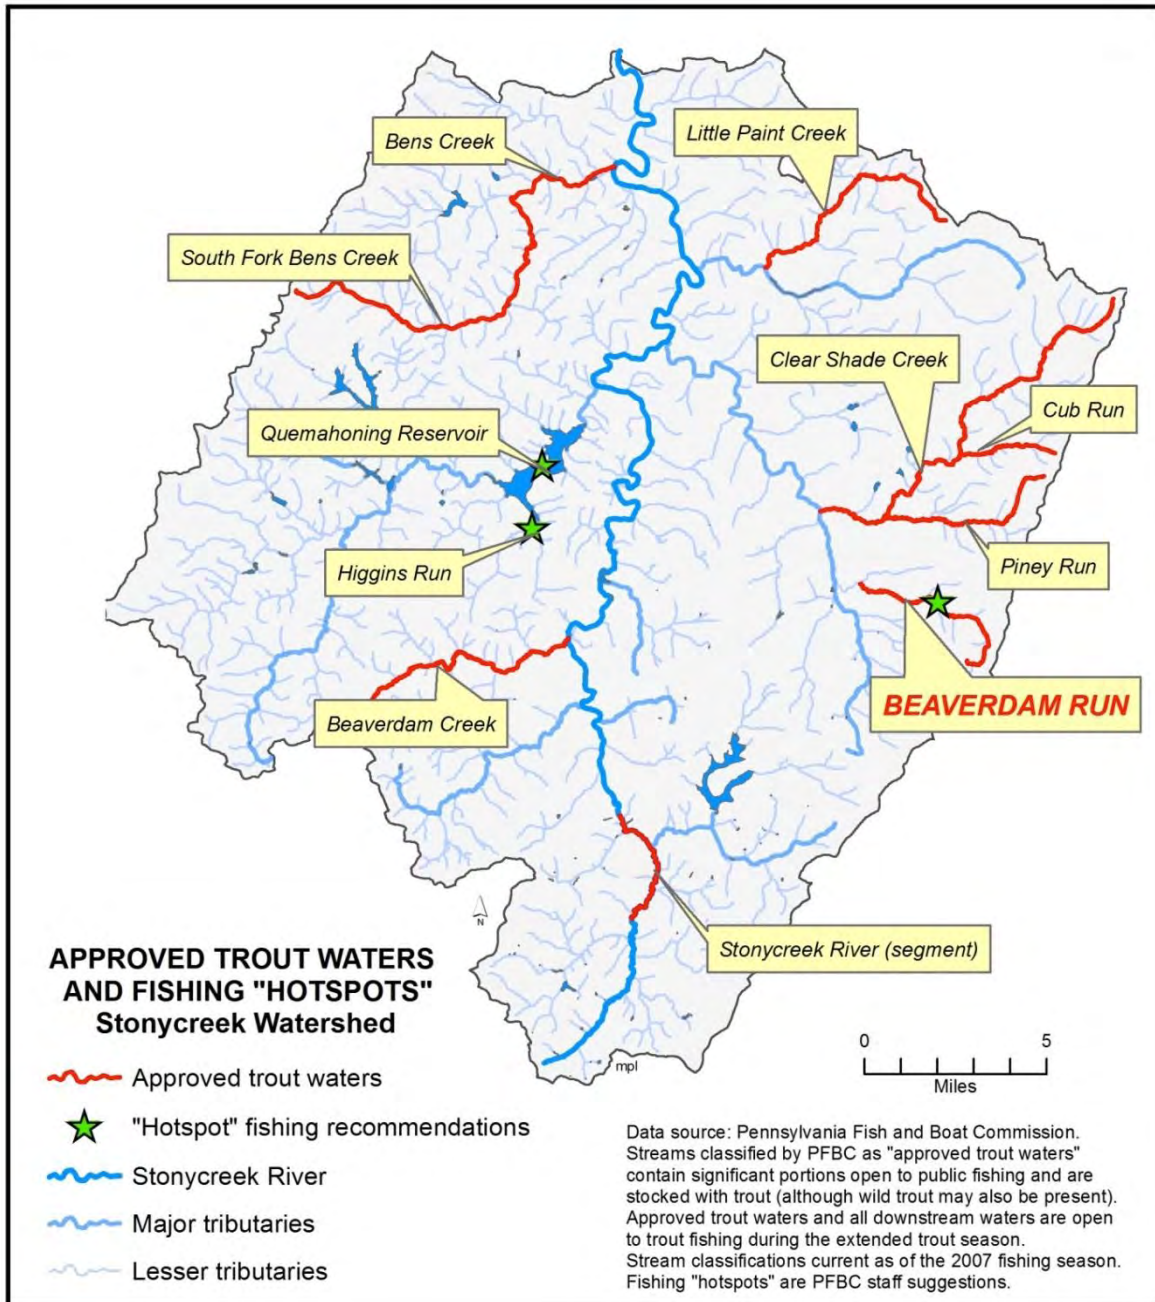 Bens Creek
Little Paint Creek
South Fork Bens Creek
Clear Shade Creek
Cub Run
Quemahoning Reservoir
Higgins Run
Piney Run
BEAVERDAM RUN
Beaverdam Creek
N
Stonycreek River (segment)
APPROVED TROUT WATERS
AND FISHING "HOTSPOTS"
Stonycreek Watershed
mpl
0 5
Miles
Approved trout waters
"Hotspot" fishing recommendations
Stonycreek River
Major tributaries
Lesser tributaries
Data source: Pennsylvania Fish and Boat Commission.
Streams classified by PFBC as "approved trout waters"
contain significant portions open to public fishing and are
stocked with trout (although wild trout may also be present).
Approved trout waters and all downstream waters are open
to trout fishing during the extended trout season.
Stream classifications current as of the 2007 fishing season.
Fishing "hotspots" are PFBC staff suggestions.